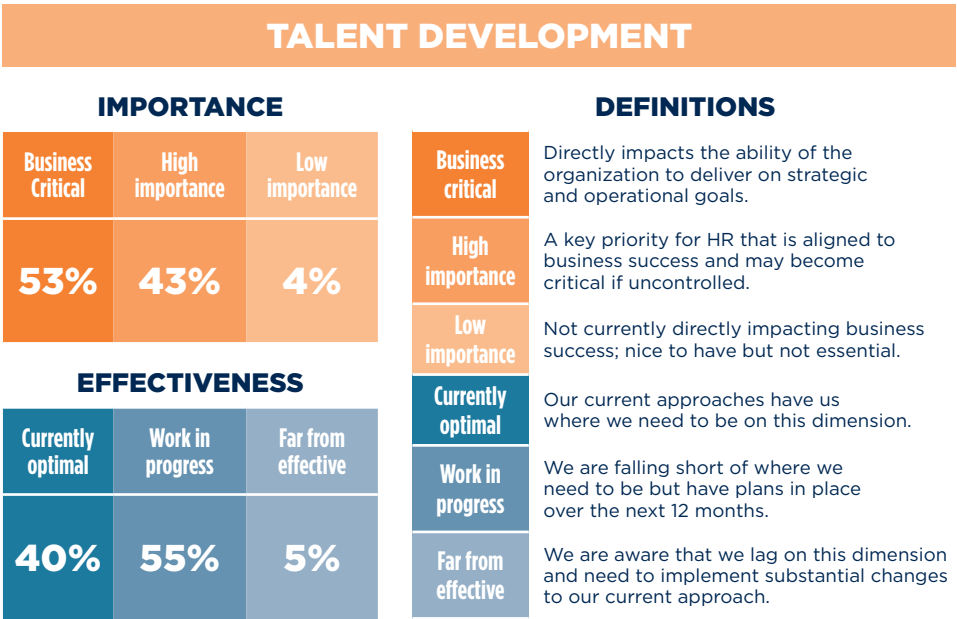 TALENT DEVELOPMENT
IMPORTANCE
Business
Critical
High
importance
Low
importance
53%
43%
4%
EFFECTIVENESS
Currently
optimal
Work in
progress
Far from
effective
40%
55%
5%
DEFINITIONS
Business
critical
Directly impacts the ability of the
organization to deliver on strategic
and operational goals.
High
importance
A key priority for HR that is aligned to
business success and may become
critical if uncontrolled.
Low
importance
Not currently directly impacting business
success; nice to have but not essential.
Currently
optimal
Our current approaches have us
where we need to be on this dimension.
Work in
progress
We are falling short of where we
need to be but have plans in place
over the next 12 months.
Far from
effective
We are aware that we lag on this dimension
and need to implement substantial changes
to our current approach.